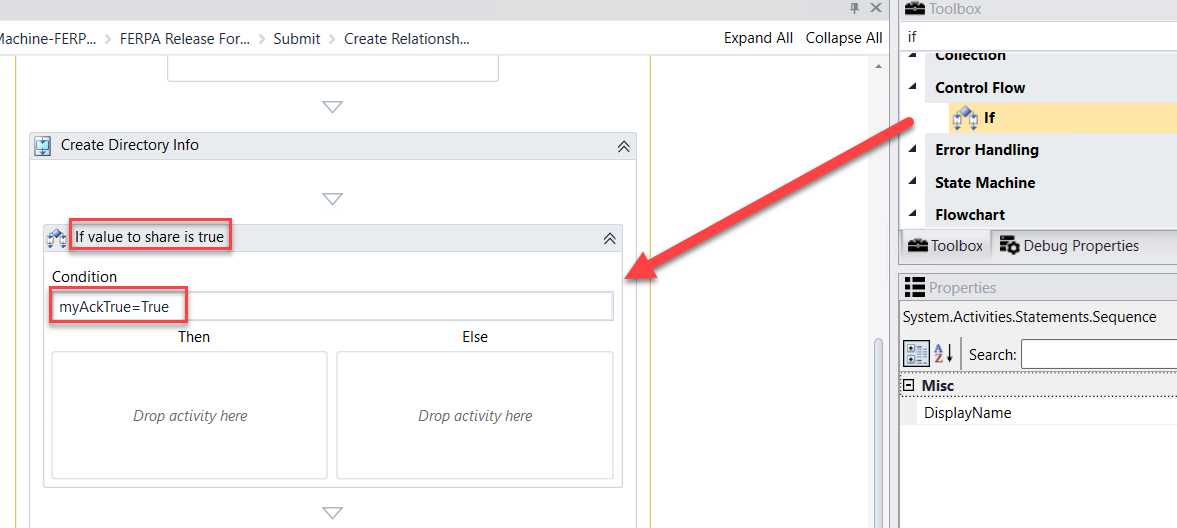 Machine-FERP... > FERPA Release For... > Submit > Create Relationsh...
Expand All Collapse All
Create Directory Info
If value to share is true
Condition
myAckTrue=True
Then Else
Drop activity here Drop activity here
Toolbox
if
Collection
Control Flow
If
Error Handling
State Machine
Flowchart
Toolbox Debug Properties
Properties
System.Activities.Statements.Sequence
A Z Search:
Misc
DisplayName